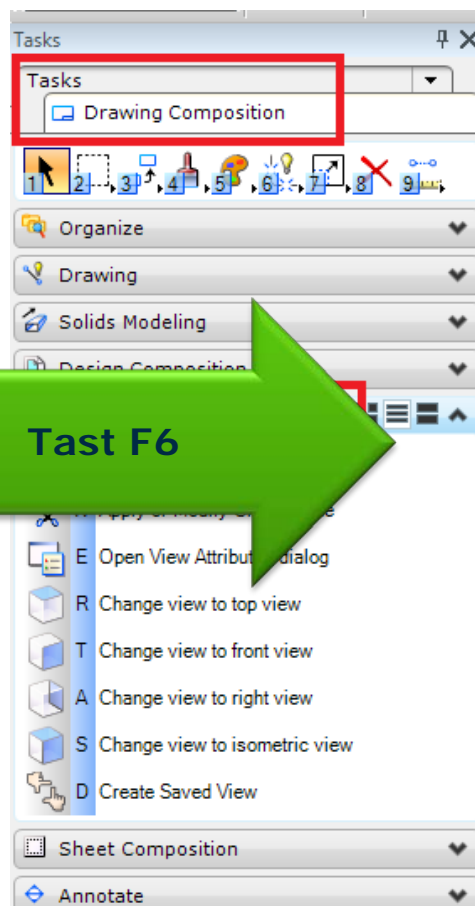 Tasks
Tasks
Drawing Composition
1 2 3 4 5 6 7 8 9
Organize
Drawing
Solids Modeling
Design Composition
Tast F6
E Open View Attribut dialog
R Change view to top view
T Change view to front view
A Change view to right view
S Change view to isometric view
D Create Saved View
Sheet Composition
Annotate